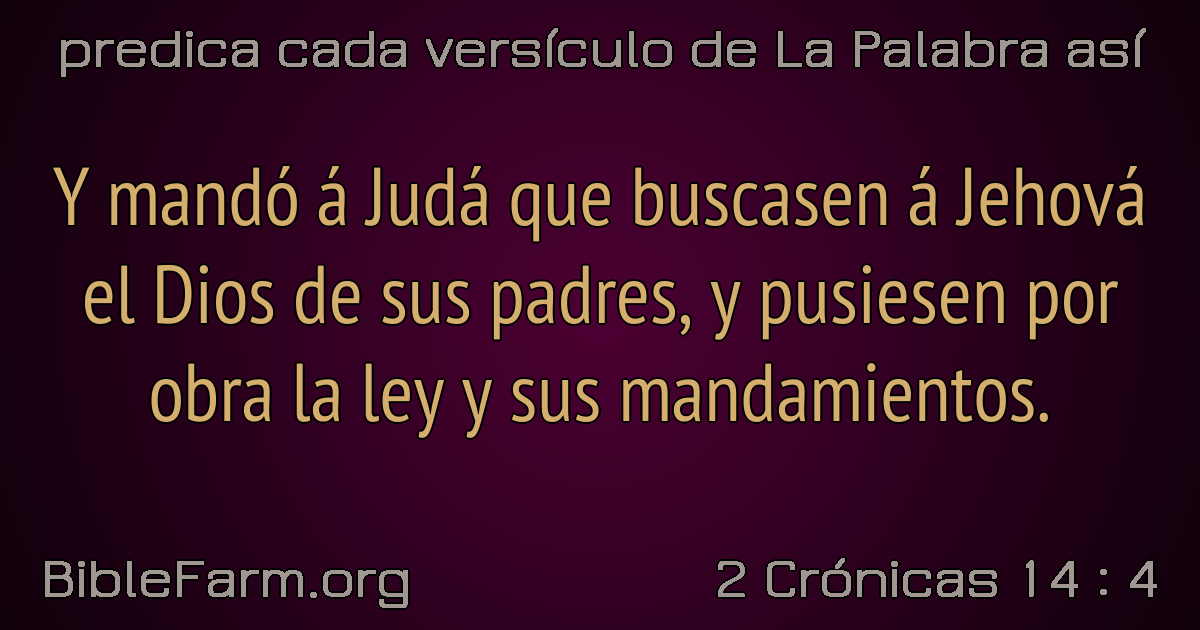 predica cada versículo de La Palabra así
Y mandó á Judá que buscasen á Jehová
el Dios de sus padres, y pusiesen por
obra la ley y sus mandamientos.
BibleFarm.org
2 Crónicas 14 : 4